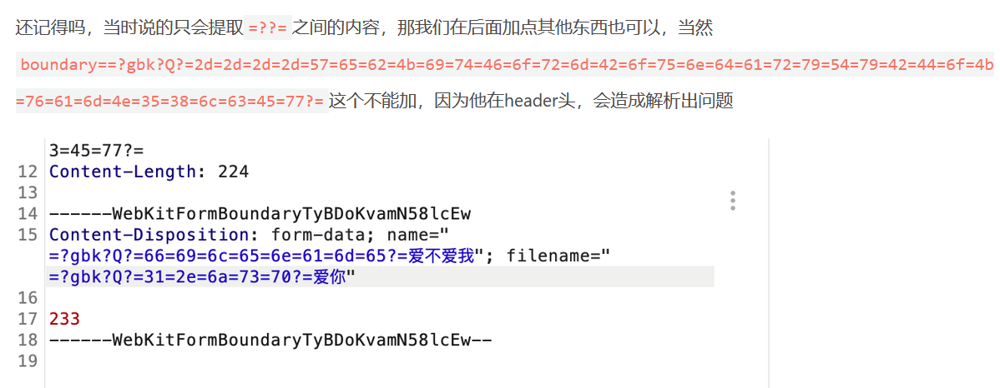 还记得吗，当时说的只会提取 =??= 之间的内容，那我们在后面加点其他东西也可以，当然
boundary==?gbk?Q?=2d=2d=2d=2d=57=65=62=4b=69=74=46=6f=72=6d=42=6f=75=6e=64=61=72=79=54=79=42=44=6f=4b
=76=61=6d=4e=35=38=6c=63=45=77?= 这个不能加，因为他在header头，会造成解析出问题
3=45=77?=
12 Content-Length: 224
13
14 ------WebKitFormBoundaryTyBDoKvamN58lcEw
15 Content-Disposition: form-data; name="
=?gbk?Q?=66=69=6c=65=6e=61=6d=65?=爱不爱我"; filename="
=?gbk?Q?=31=2e=6a=73=70?=爱你"
16
17 233
18 ------WebKitFormBoundaryTyBDoKvamN58lcEw--
19